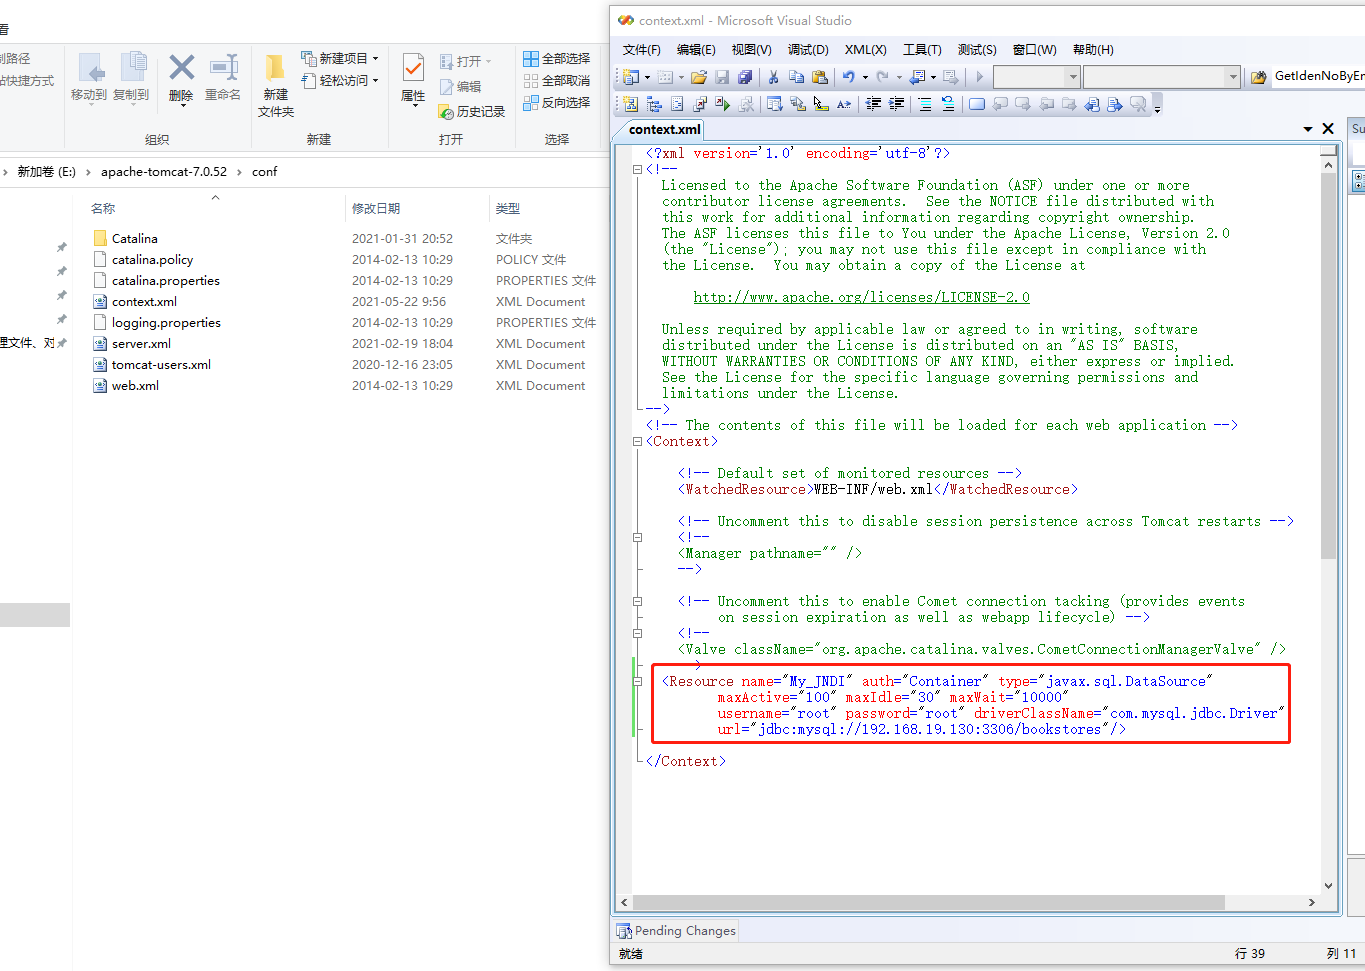 看
制路径
站快捷方式
移动到 复制到
删除 重命名
组织
新建
文件夹
新建项目
轻松访问
新建
属性
打开
编辑
历史记录
打开
全部选择
全部取消
反向选择
选择
新加卷 (E:) › apache-tomcat-7.0.52 › conf
名称 修改日期 类型
Catalina 2021-01-31 20:52 文件夹
catalina.policy 2014-02-13 10:29 POLICY 文件
catalina.properties 2014-02-13 10:29 PROPERTIES 文件
context.xml 2021-05-22 9:56 XML Document
logging.properties 2014-02-13 10:29 PROPERTIES 文件
server.xml 2021-02-19 18:04 XML Document
tomcat-users.xml 2020-12-16 23:05 XML Document
web.xml 2014-02-13 10:29 XML Document
理文件、对
context.xml - Microsoft Visual Studio
文件(F) 编辑(E) 视图(V) 调试(D) XML(X) 工具(T) 测试(S) 窗口(W) 帮助(H)
GetIdenNoByEr
context.xml
Su
<?xml version='1.0' encoding='utf-8'?>
<!--
Licensed to the Apache Software Foundation (ASF) under one or more
contributor license agreements.  See the NOTICE file distributed with
this work for additional information regarding copyright ownership.
The ASF licenses this file to You under the Apache License, Version 2.0
(the "License"); you may not use this file except in compliance with
the License.  You may obtain a copy of the License at
http://www.apache.org/licenses/LICENSE-2.0
Unless required by applicable law or agreed to in writing, software
distributed under the License is distributed on an "AS IS" BASIS,
WITHOUT WARRANTIES OR CONDITIONS OF ANY KIND, either express or implied.
See the License for the specific language governing permissions and
limitations under the License.
-->
<!-- The contents of this file will be loaded for each web application -->
<Context>
<!-- Default set of monitored resources -->
<WatchedResource>WEB-INF/web.xml</WatchedResource>
<!-- Uncomment this to disable session persistence across Tomcat restarts -->
<!--
<Manager pathname="" />
-->
<!-- Uncomment this to enable Comet connection tacking (provides events
on session expiration as well as webapp lifecycle) -->
<!--
<Valve className="org.apache.catalina.valves.CometConnectionManagerValve" />
<Resource name="My_JNDI" auth="Container" type="javax.sql.DataSource"
maxActive="100" maxIdle="30" maxWait="10000"
username="root" password="root" driverClassName="com.mysql.jdbc.Driver"
url="jdbc:mysql://192.168.19.130:3306/bookstores"/>
</Context>
Pending Changes
就绪 行 39 列 11